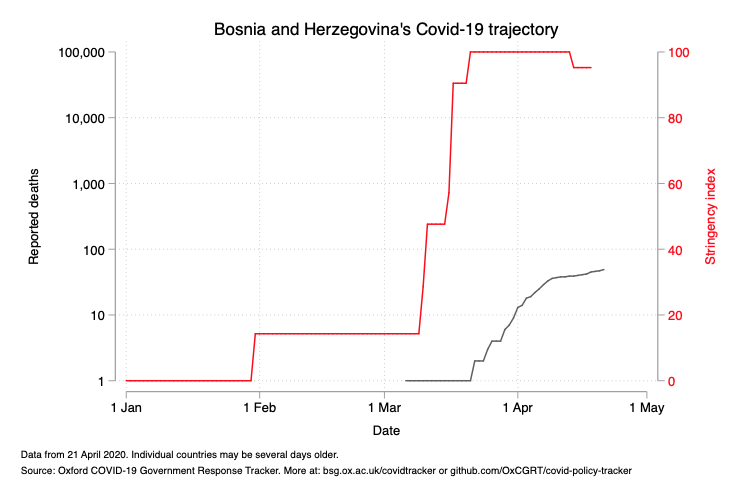 Bosnia and Herzegovina's Covid-19 trajectory
100,000
10,000
1,000
100
10
1
Reported deaths
100
80
60
40
20
0
Stringency index
1 Jan
1 Feb
1 Mar
1 Apr
1 May
Date
Data from 21 April 2020. Individual countries may be several days older.
Source: Oxford COVID-19 Government Response Tracker. More at: bsg.ox.ac.uk/covidtracker or github.com/OxCGRT/covid-policy-tracker